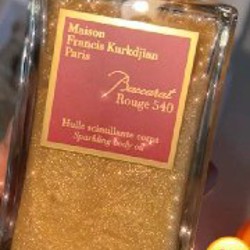 Maison
Francis Kurkdjian
Paris
Baccarat
Rouge 540
Huile scintillante corps
Sparkling body oil